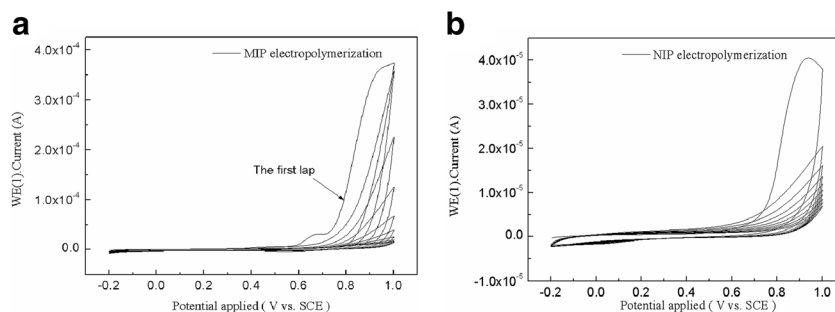 a
4.0x10⁻⁴
3.0x10⁻⁴
4.0x10⁻⁴
1.0x10⁻⁴
0.0
WE(1).Current (A)
MIP electropolymerization
The first lap
-0.2 0.0 0.2 0.4 0.6 0.8 1.0
Potential applied ( V vs. SCE )
b
4.0x10⁻⁵
3.0x10⁻⁵
2.0x10⁻⁵
1.0x10⁻⁵
0.0
-1.0x10⁻⁵
WE(1).Current (A)
NIP electropolymerization
-0.2 0.0 0.2 0.4 0.6 0.8 1.0
Potential applied ( V vs. SCE )